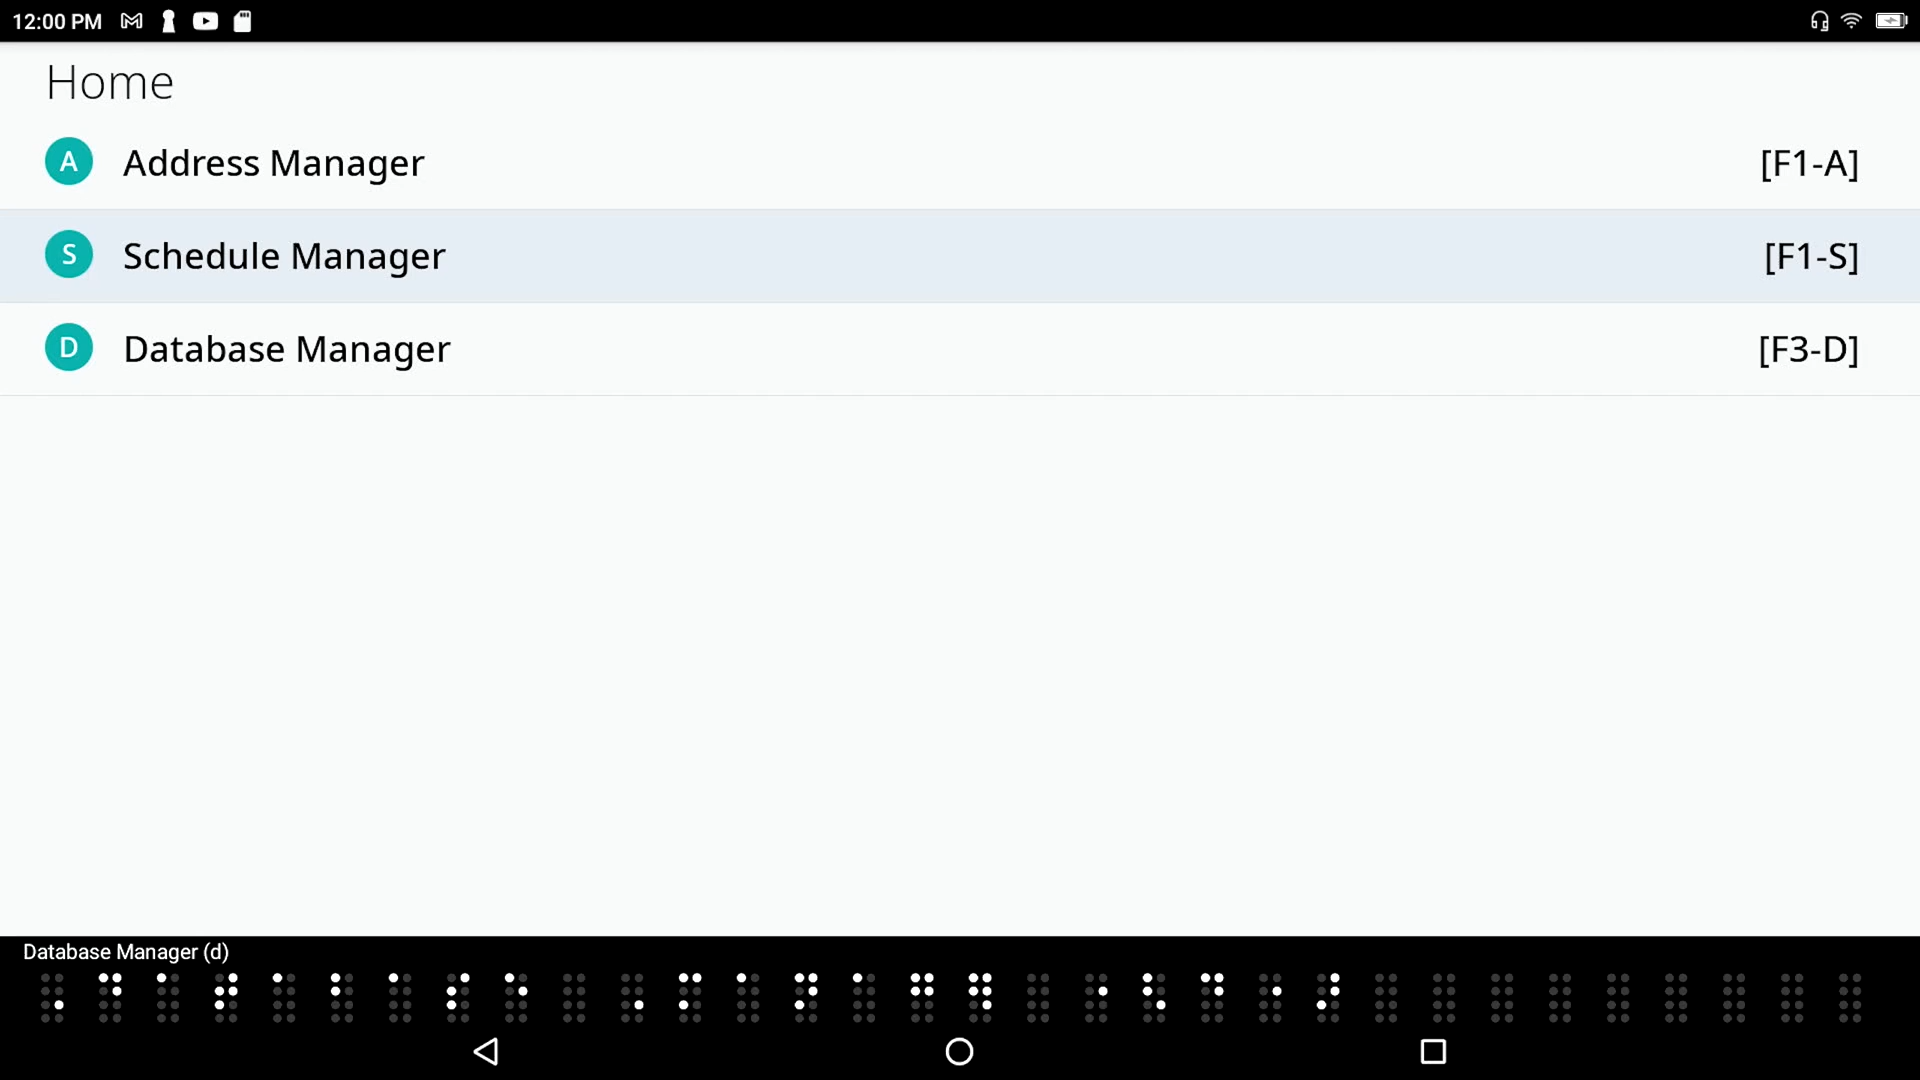 12:00 PM
Home
A Address Manager [F1-A]
S Schedule Manager [F1-S]
D Database Manager [F3-D]
Database Manager (d)